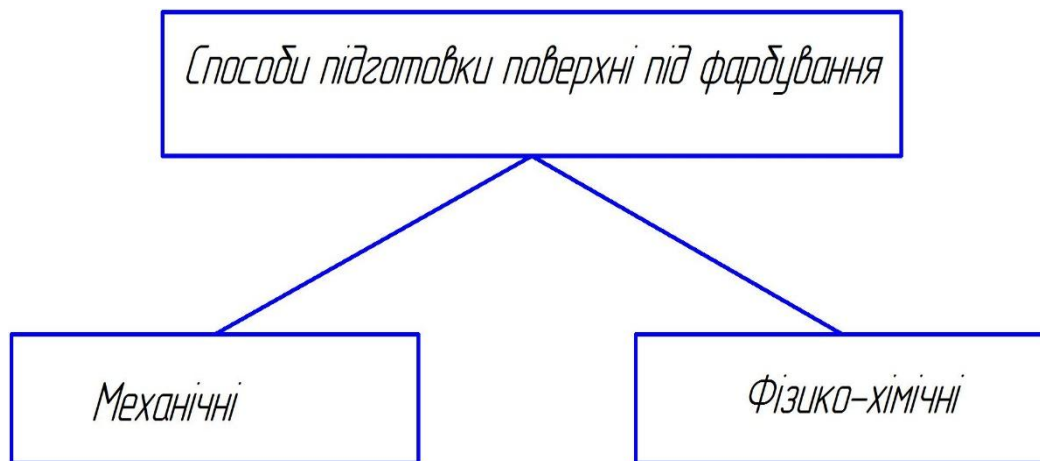 Способи підготовки поверхні під фарбування
Механічні
Фізико-хімічні